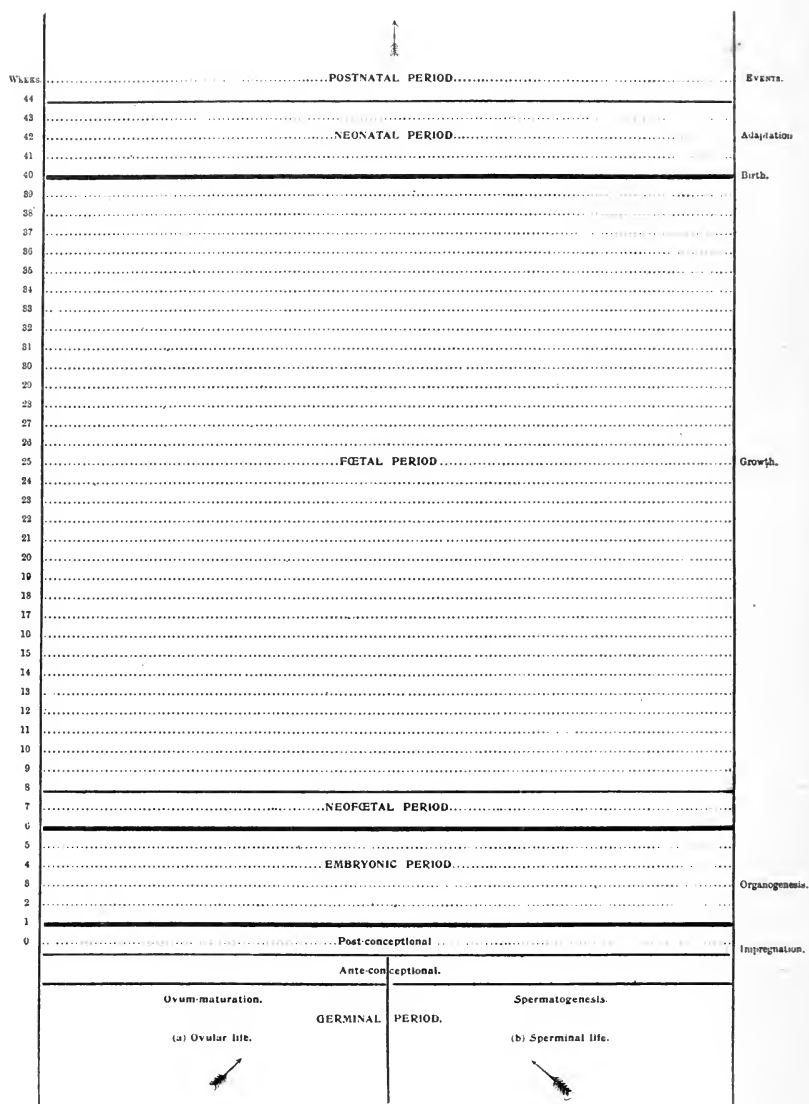 WEEKS. POSTNATAL PERIOD EVENTS.
44
43
42 NEONATAL PERIOD Adaptation
41
40 Birth.
39
38
37
36
35
34
33
32
31
30
29
28
27
26
25 FŒTAL PERIOD Growth.
24
23
22
21
20
19
18
17
16
15
14
13
12
11
10
9
8
7 NEOFŒTAL PERIOD
6
5
4 EMBRYONIC PERIOD
3 Organogenesis.
2
1
0 Post-conceptional
Impregnation.
Ante-conceptional.
Ovum-maturation. Spermatogenesis.
GERMINAL PERIOD.
(a) Ovular life. (b) Sperminal life.